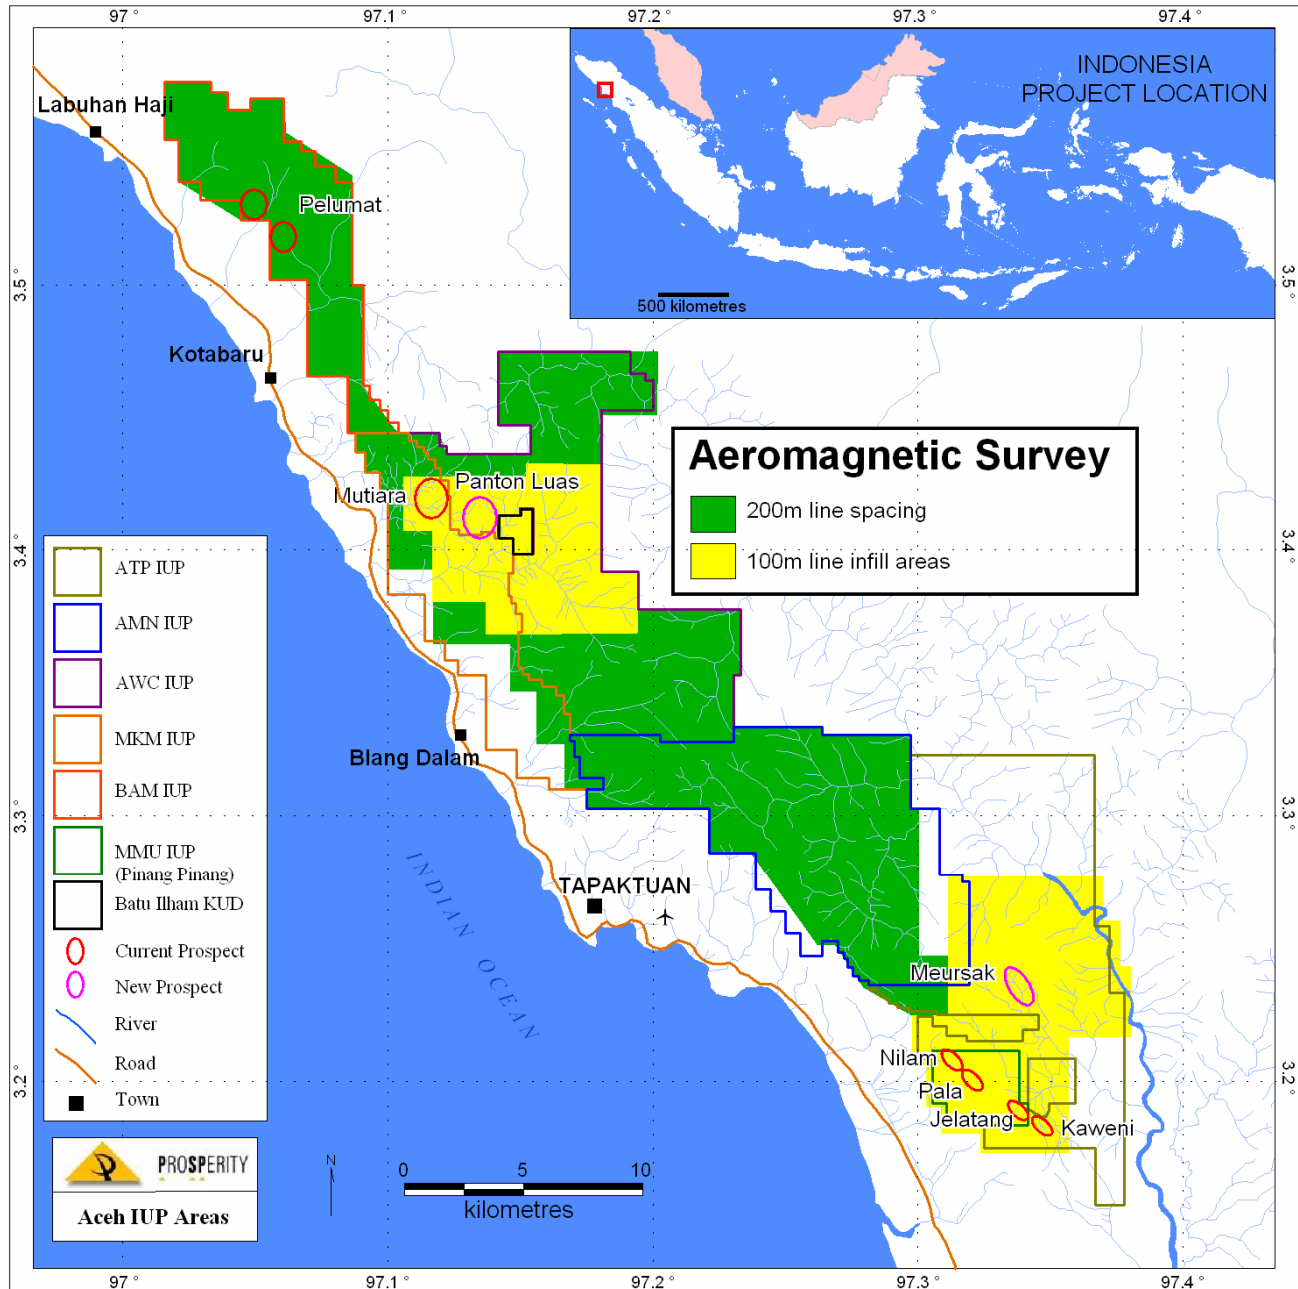 97°
97.1
97.2
97.3
97.4
INDONESIA
PROJECT LOCATION
500 kilometres
Labuhan Haji
Pelumat
3.5°
3.5°
Kotabaru
Aeromagnetic Survey
200m line spacing
100m line infill areas
Mutiara
Panton Luas
3.4°
3.4°
ATP IUP
AMN IUP
AWC IUP
MKM IUP
BAM IUP
MMU IUP
(Pinang Pinang)
Batu Ilham KUD
Current Prospect
New Prospect
River
Road
Town
Blang Dalam
3.3°
3.3°
TAPAKTUAN
INDIAN OCEAN
Meursak
Nilam
Pala
Jelatang
Kaweni
3.2°
3.2°
PROSPERITY
Aceh IUP Areas
N
0 5 10
kilometres
97°
97.1
97.2
97.3
97.4